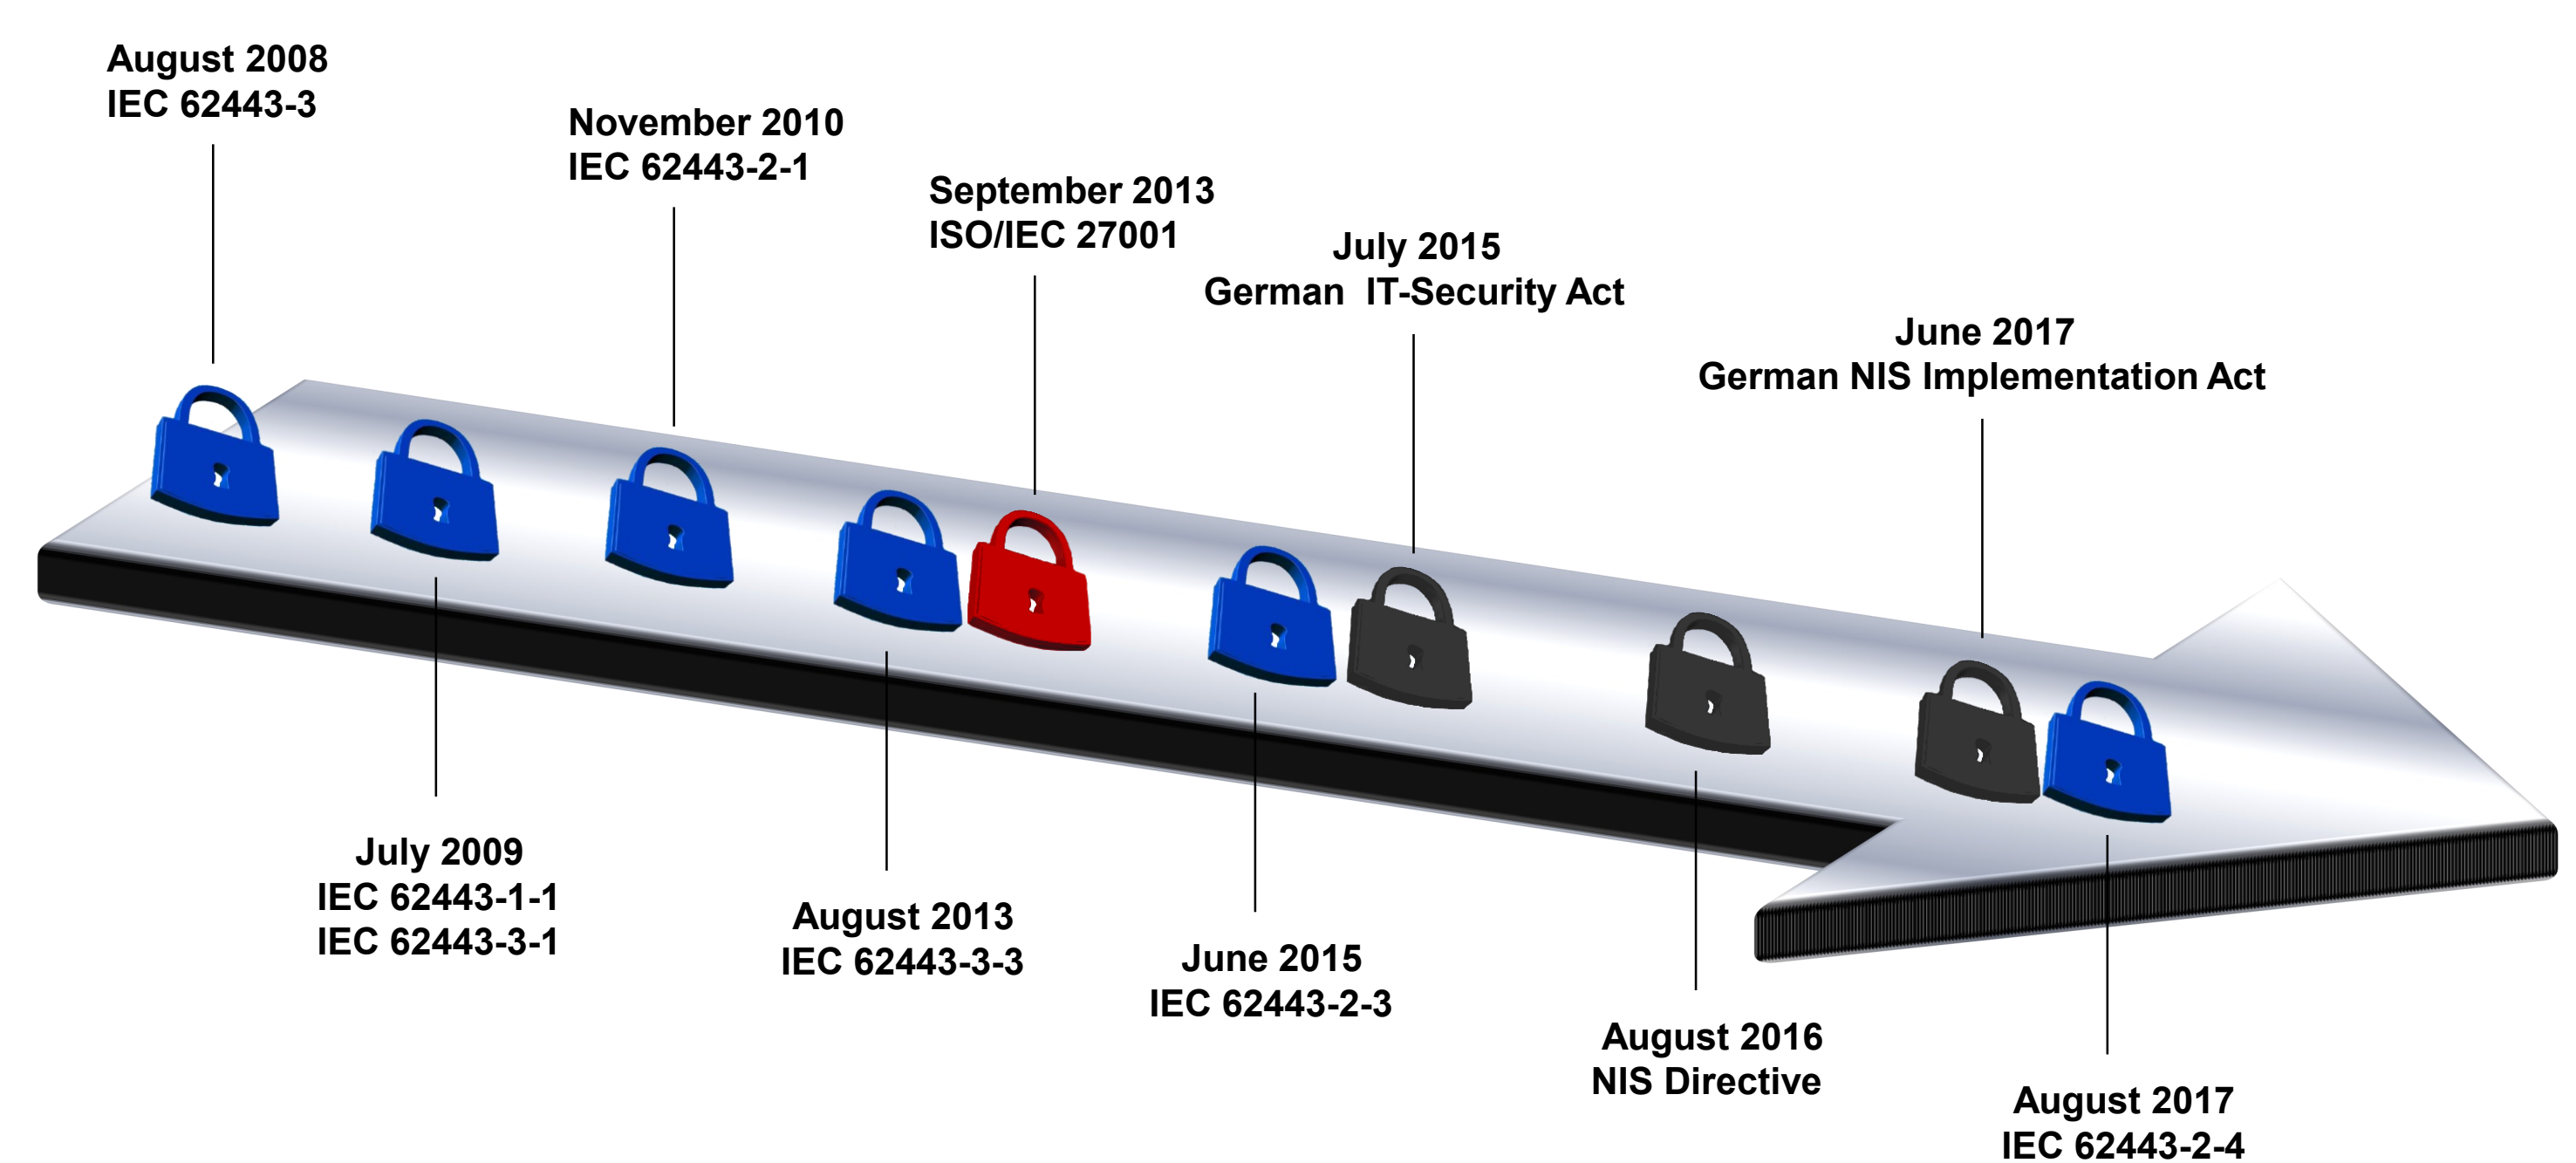 August 2008
IEC 62443-3
November 2010
IEC 62443-2-1
September 2013
ISO/IEC 27001
July 2015
German  IT-Security Act
June 2017
German NIS Implementation Act
July 2009
IEC 62443-1-1
IEC 62443-3-1
August 2013
IEC 62443-3-3
June 2015
IEC 62443-2-3
August 2016
NIS Directive
August 2017
IEC 62443-2-4